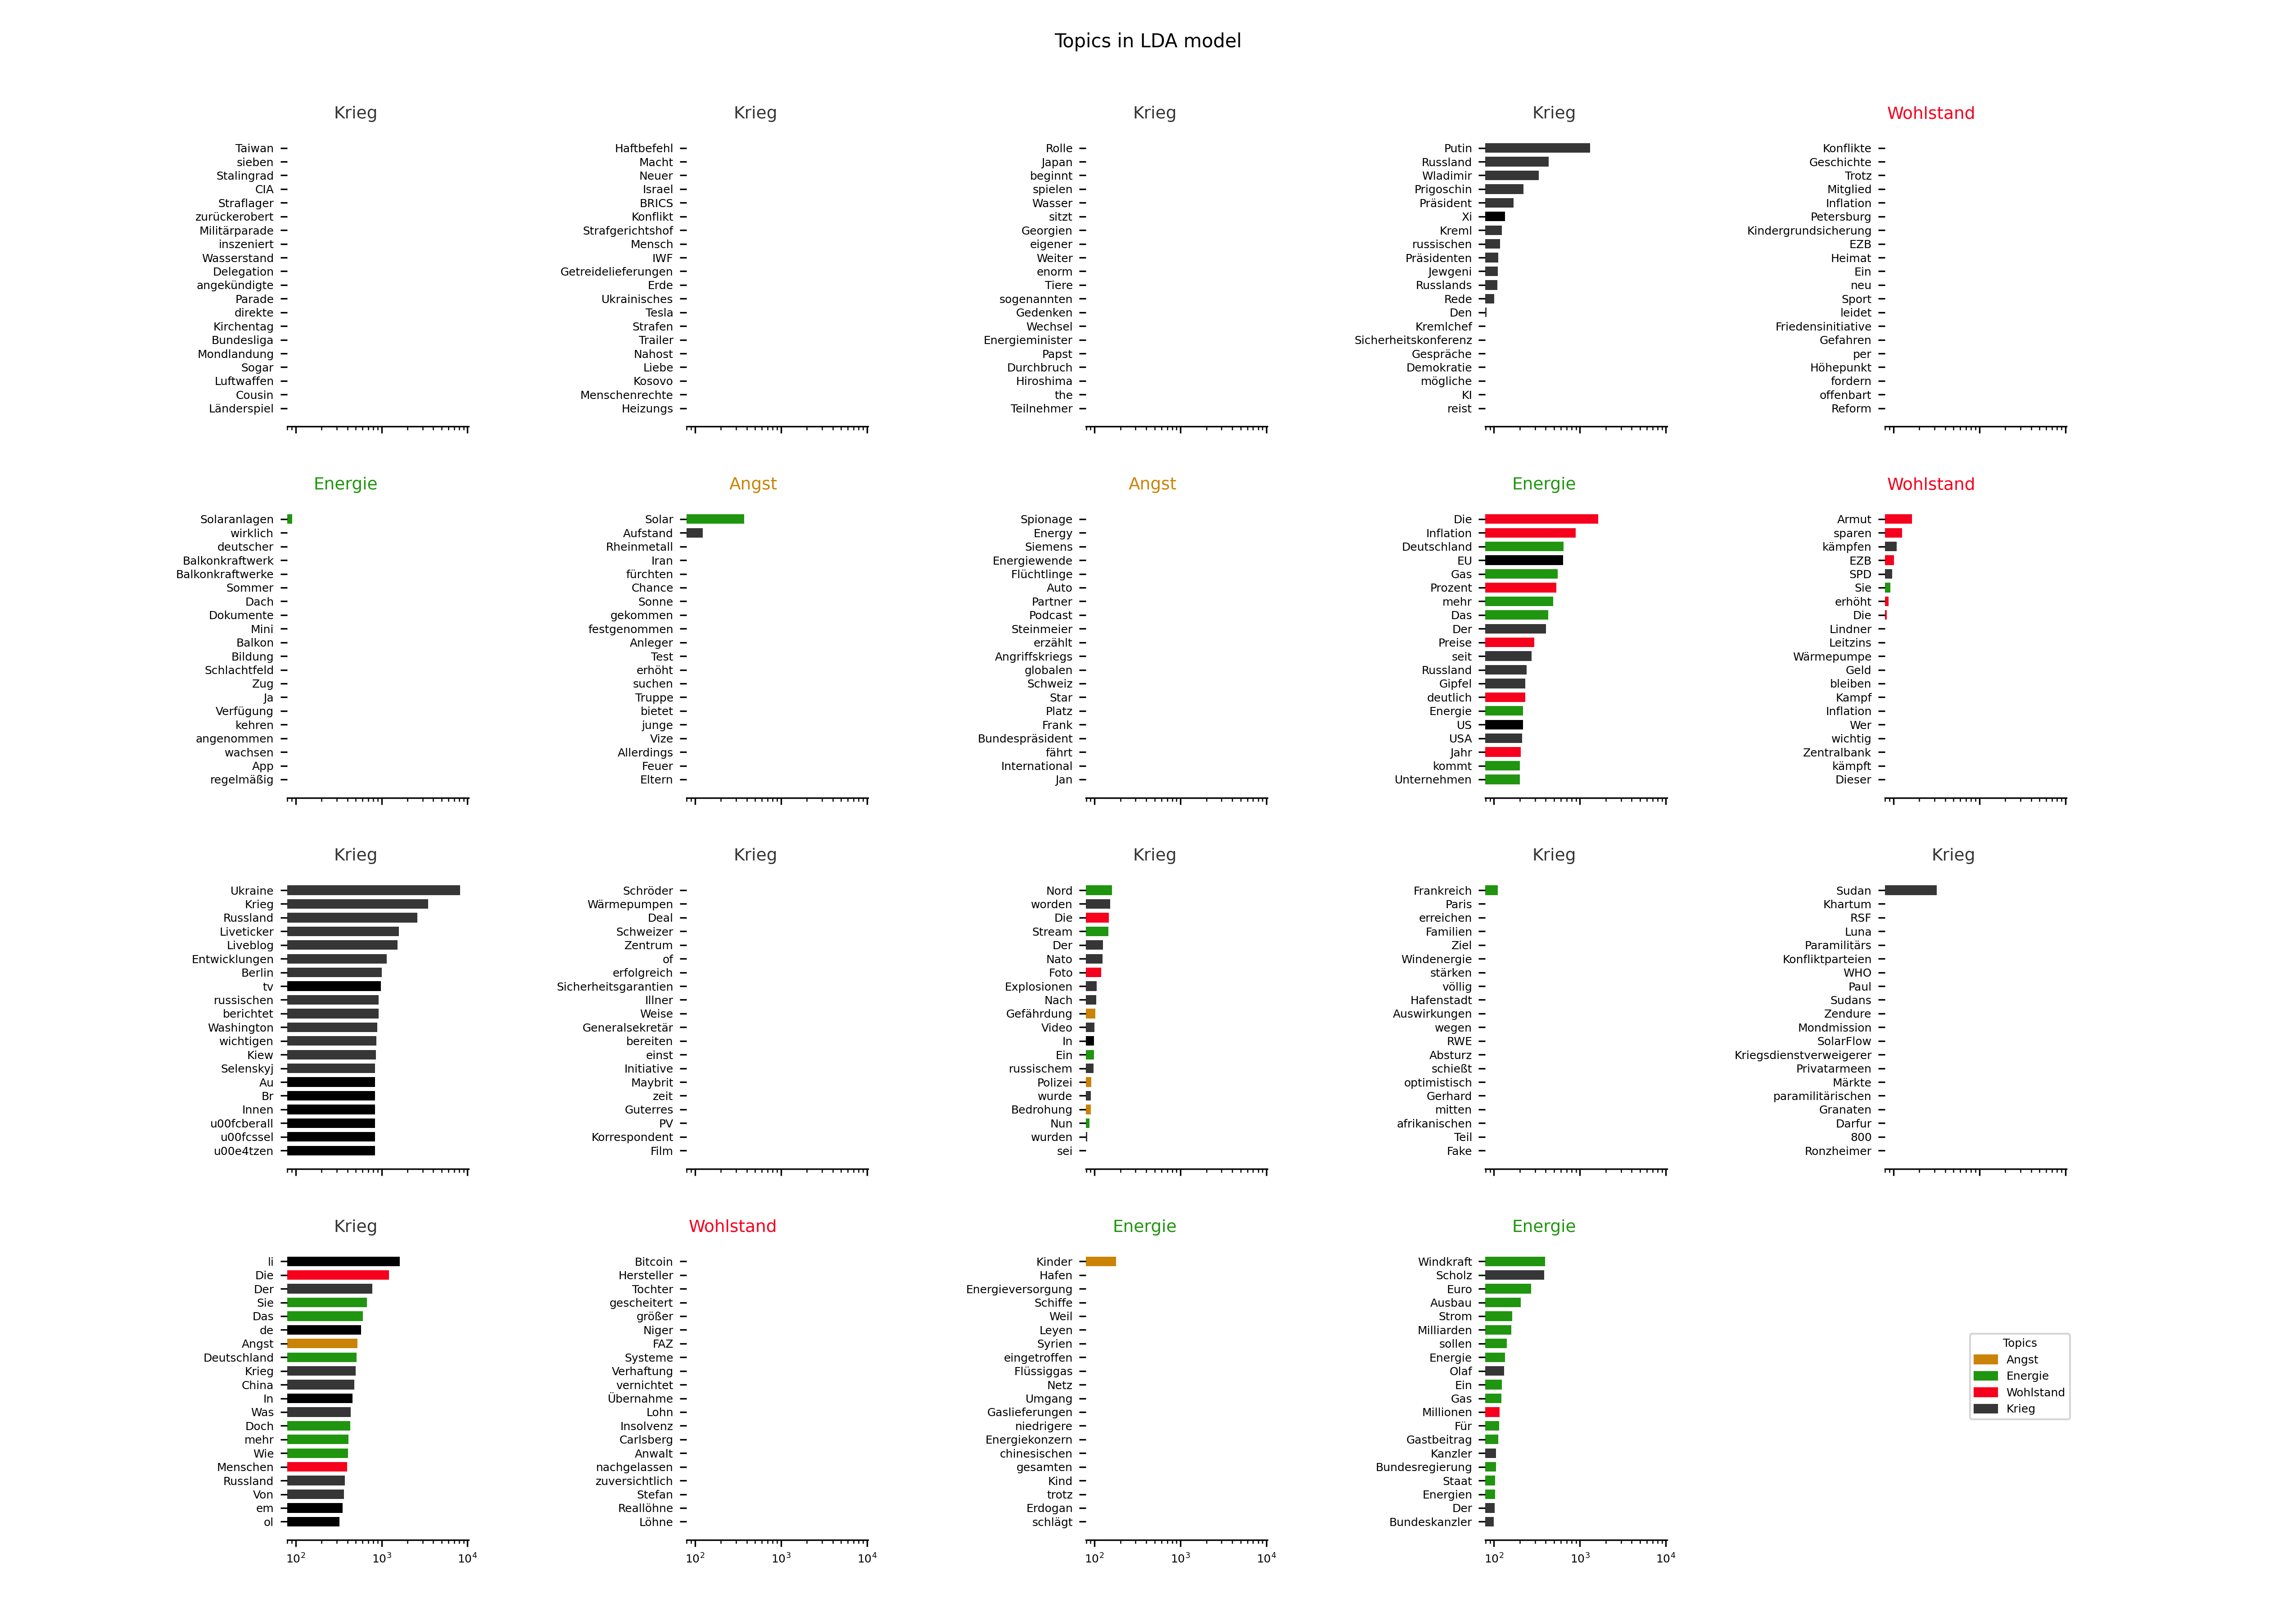 Topics in LDA model
Krieg
Taiwan
sieben
Stalingrad
CIA
Straflager
zurückerobert
Militärparade
inszeniert
Wasserstand
Delegation
angekündigte
Parade
direkte
Kirchentag
Bundesliga
Mondlandung
Sogar
Luftwaffen
Cousin
Länderspiel
Krieg
Haftbefehl
Macht
Neuer
Israel
BRICS
Konflikt
Strafgerichtshof
Mensch
IWF
Getreidelieferungen
Erde
Ukrainisches
Tesla
Strafen
Trailer
Nahost
Liebe
Kosovo
Menschenrechte
Heizungs
Krieg
Rolle
Japan
beginnt
spielen
Wasser
sitzt
Georgien
eigener
Weiter
enorm
Tiere
sogenannten
Gedenken
Wechsel
Energieminister
Papst
Durchbruch
Hiroshima
the
Teilnehmer
Krieg
Putin
Russland
Wladimir
Prigoschin
Präsident
Xi
Kreml
russischen
Präsidenten
Jewgeni
Russlands
Rede
Den
Kremlchef
Sicherheitskonferenz
Gespräche
Demokratie
mögliche
KI
reist
Wohlstand
Konflikte
Geschichte
Trotz
Mitglied
Inflation
Petersburg
Kindergrundsicherung
EZB
Heimat
Ein
neu
Sport
leidet
Friedensinitiative
Gefahren
per
Höhepunkt
fordern
offenbart
Reform
Energie
Solaranlagen
wirklich
deutscher
Balkonkraftwerk
Balkonkraftwerke
Sommer
Dach
Dokumente
Mini
Balkon
Bildung
Schlachtfeld
Zug
Ja
Verfügung
kehren
angenommen
wachsen
App
regelmäßig
Angst
Solar
Aufstand
Rheinmetall
Iran
fürchten
Chance
Sonne
gekommen
festgenommen
Anleger
Test
erhöht
suchen
Truppe
bietet
junge
Vize
Allerdings
Feuer
Eltern
Angst
Spionage
Energy
Siemens
Energiewende
Flüchtlinge
Auto
Partner
Podcast
Steinmeier
erzählt
Angriffskriegs
globalen
Schweiz
Star
Platz
Frank
Bundespräsident
fährt
International
Jan
Energie
Die
Inflation
Deutschland
EU
Gas
Prozent
mehr
Das
Der
Preise
seit
Russland
Gipfel
deutlich
Energie
US
USA
Jahr
kommt
Unternehmen
Wohlstand
Armut
sparen
kämpfen
EZB
SPD
Sie
erhöht
Die
Lindner
Leitzins
Wärmepumpe
Geld
bleiben
Kampf
Inflation
Wer
wichtig
Zentralbank
kämpft
Dieser
Krieg
Ukraine
Krieg
Russland
Liveticker
Liveblog
Entwicklungen
Berlin
tv
russischen
berichtet
Washington
wichtigen
Kiew
Selenskyj
Au
Br
Innen
u00fcberall
u00fcssel
u00e4tzen
Krieg
Schröder
Wärmepumpen
Deal
Schweizer
Zentrum
of
erfolgreich
Sicherheitsgarantien
Illner
Weise
Generalsekretär
bereiten
einst
Initiative
Maybrit
zeit
Guterres
PV
Korrespondent
Film
Krieg
Nord
worden
Die
Stream
Der
Nato
Foto
Explosionen
Nach
Gefährdung
Video
In
Ein
russischem
Polizei
wurde
Bedrohung
Nun
wurden
sei
Krieg
Frankreich
Paris
erreichen
Familien
Ziel
Windenergie
stärken
völlig
Hafenstadt
Auswirkungen
wegen
RWE
Absturz
schießt
optimistisch
Gerhard
mitten
afrikanischen
Teil
Fake
Krieg
Sudan
Khartum
RSF
Luna
Paramilitärs
Konfliktparteien
WHO
Paul
Sudans
Zendure
Mondmission
SolarFlow
Kriegsdienstverweigerer
Privatarmeen
Märkte
paramilitärischen
Granaten
Darfur
800
Ronzheimer
Krieg
li
Die
Der
Sie
Das
de
Angst
Deutschland
Krieg
China
In
Was
Doch
mehr
Wie
Menschen
Russland
Von
em
ol
10² 10³ 10⁴
Wohlstand
Bitcoin
Hersteller
Tochter
gescheitert
größer
Niger
FAZ
Systeme
Verhaftung
vernichtet
Übernahme
Lohn
Insolvenz
Carlsberg
Anwalt
nachgelassen
zuversichtlich
Stefan
Reallöhne
Löhne
10² 10³ 10⁴
Energie
Kinder
Hafen
Energieversorgung
Schiffe
Weil
Leyen
Syrien
eingetroffen
Flüssiggas
Netz
Umgang
Gaslieferungen
niedrigere
Energiekonzern
chinesischen
gesamten
Kind
trotz
Erdogan
schlägt
10² 10³ 10⁴
Energie
Windkraft
Scholz
Euro
Ausbau
Strom
Milliarden
sollen
Energie
Olaf
Ein
Gas
Millionen
Für
Gastbeitrag
Kanzler
Bundesregierung
Staat
Energien
Der
Bundeskanzler
10² 10³ 10⁴
Topics
Angst
Energie
Wohlstand
Krieg